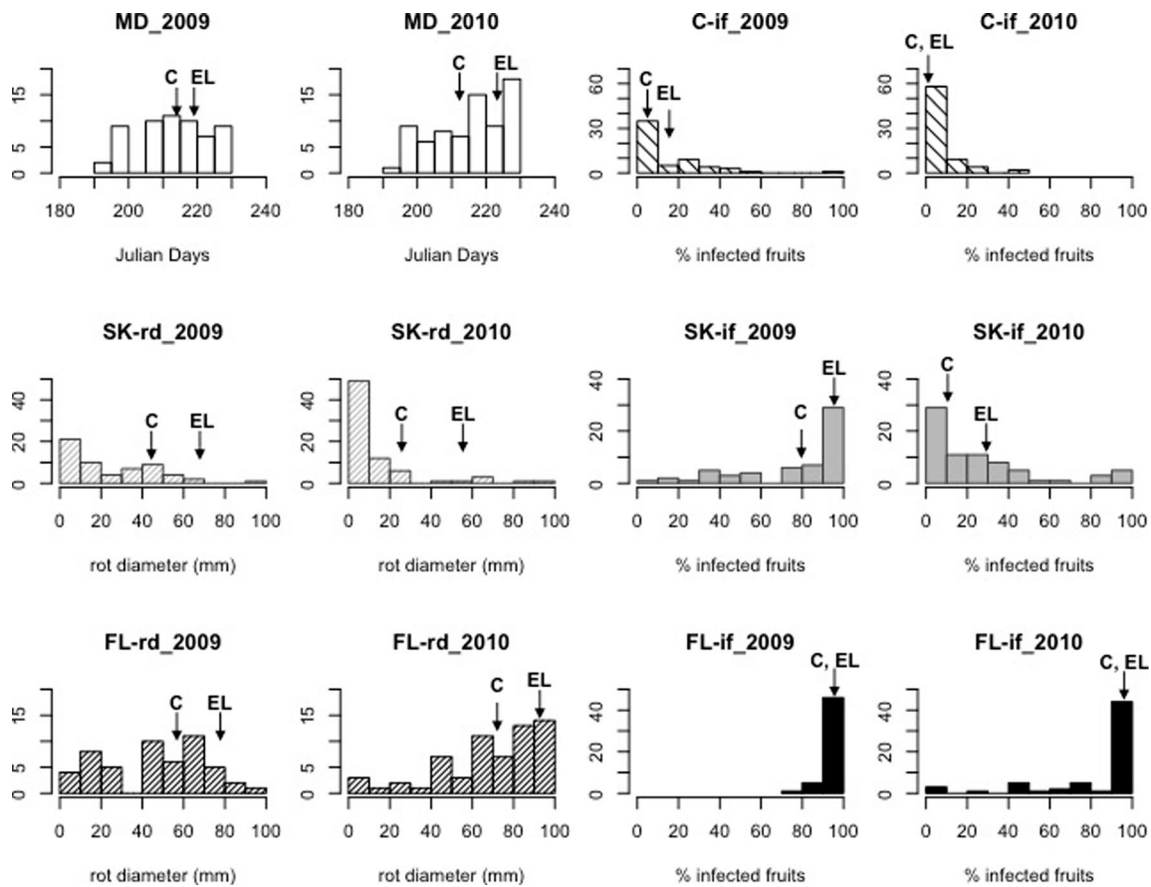 MD_2009 MD_2010 C-if_2009 C-if_2010
C EL C EL C EL C, EL
5 15 5 15 0 30 60 0 30 60
180 200 220 240 180 200 220 240 0 20 40 60 80 100 0 20 40 60 80 100
Julian Days Julian Days % infected fruits % infected fruits
SK-rd_2009 SK-rd_2010 SK-if_2009 SK-if_2010
C EL C EL C EL C EL
0 20 40 0 20 40 0 20 40 0 20 40
0 20 40 60 80 100 0 20 40 60 80 100 0 20 40 60 80 100 0 20 40 60 80 100
rot diameter (mm) rot diameter (mm) % infected fruits % infected fruits
FL-rd_2009 FL-rd_2010 FL-if_2009 FL-if_2010
C EL C EL C, EL C, EL
0 5 15 0 5 15 0 20 40 0 20 40
0 20 40 60 80 100 0 20 40 60 80 100 0 20 40 60 80 100 0 20 40 60 80 100
rot diameter (mm) rot diameter (mm) % infected fruits % infected fruits